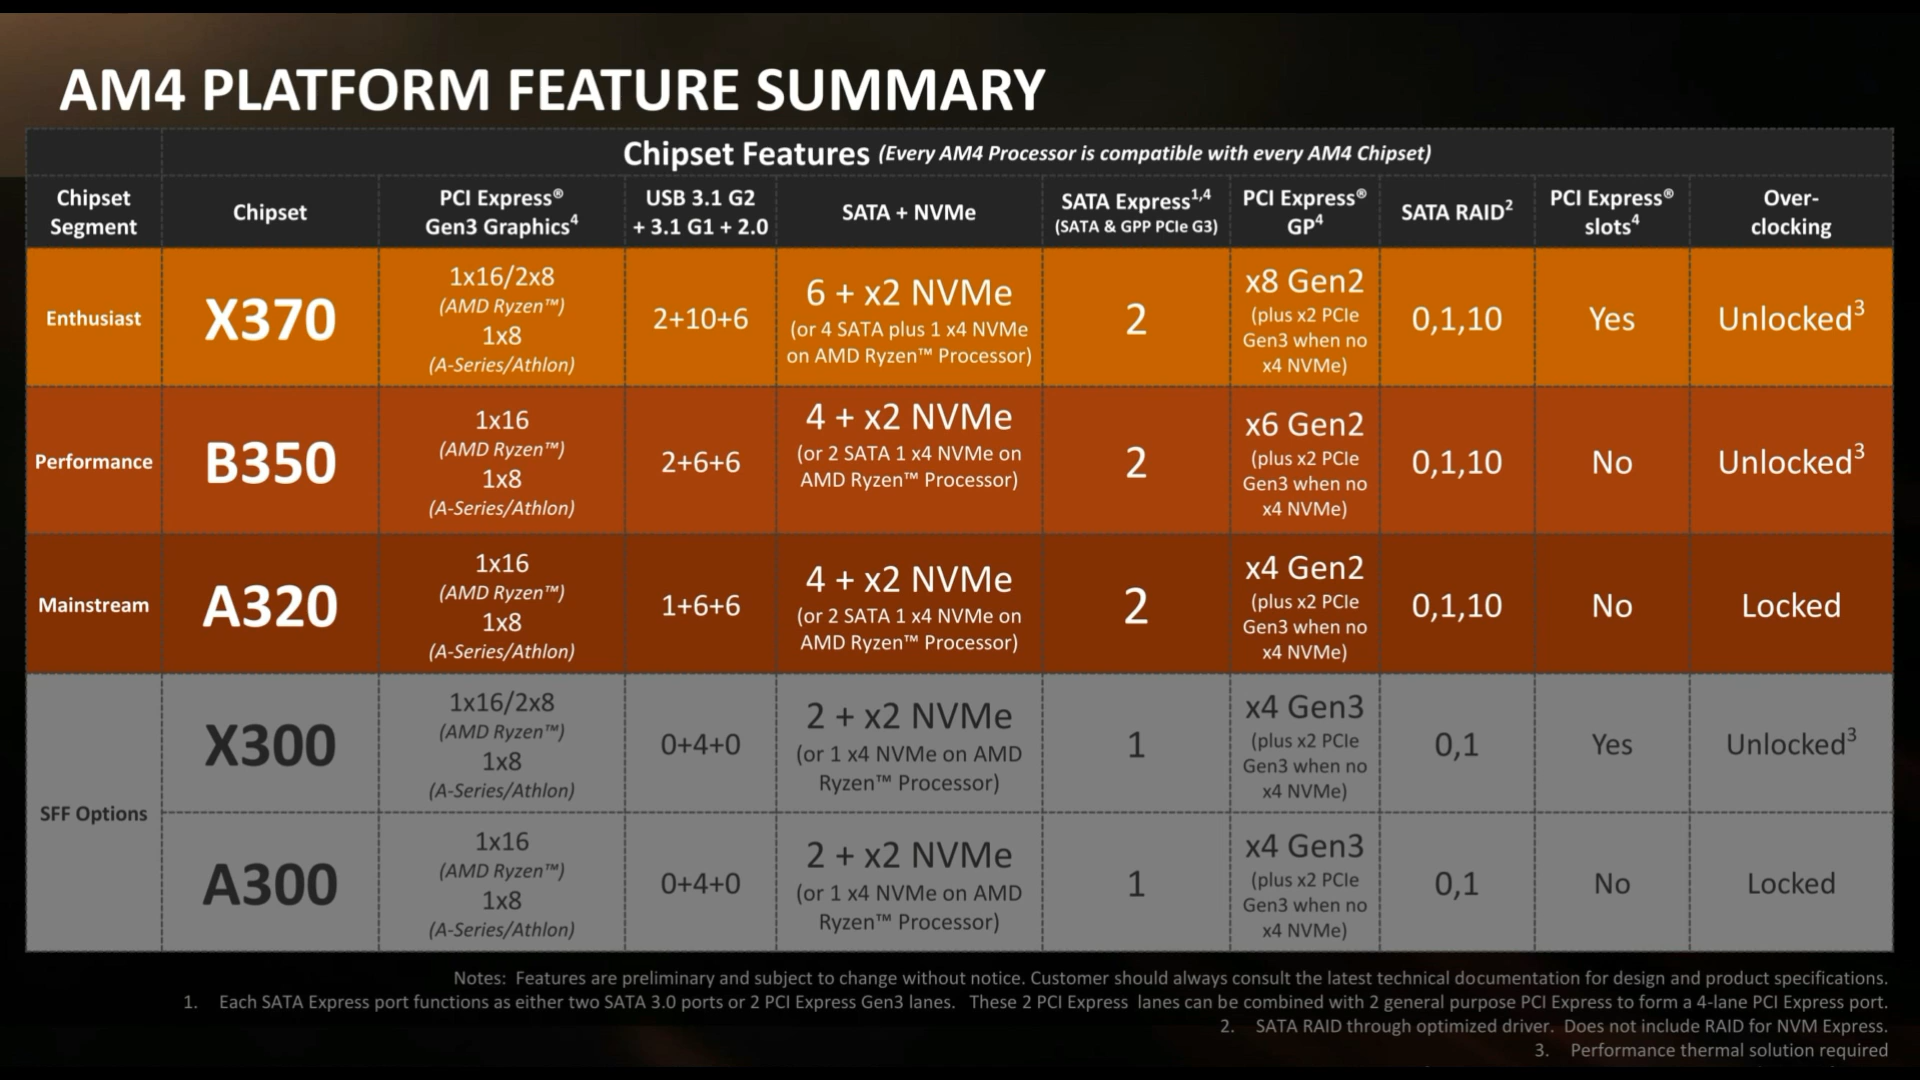 AM4 PLATFORM FEATURE SUMMARY
Chipset Features (Every AM4 Processor is compatible with every AM4 Chipset)
Chipset
Segment
Chipset
PCI Express®
Gen3 Graphics⁴
USB 3.1 G2
+ 3.1 G1 + 2.0
SATA + NVMe
SATA Express¹,⁴
(SATA & GPP PCIe G3)
PCI Express®
GP⁴
SATA RAID²
PCI Express®
slots⁴
Over-
clocking
Enthusiast
X370
1x16/2x8
(AMD Ryzen™)
1x8
(A-Series/Athlon)
2+10+6
6 + x2 NVMe
(or 4 SATA plus 1 x4 NVMe
on AMD Ryzen™ Processor)
2
x8 Gen2
(plus x2 PCIe
Gen3 when no
x4 NVMe)
0,1,10
Yes
Unlocked³
Performance
B350
1x16
(AMD Ryzen™)
1x8
(A-Series/Athlon)
2+6+6
4 + x2 NVMe
(or 2 SATA 1 x4 NVMe on
AMD Ryzen™ Processor)
2
x6 Gen2
(plus x2 PCIe
Gen3 when no
x4 NVMe)
0,1,10
No
Unlocked³
Mainstream
A320
1x16
(AMD Ryzen™)
1x8
(A-Series/Athlon)
1+6+6
4 + x2 NVMe
(or 2 SATA 1 x4 NVMe on
AMD Ryzen™ Processor)
2
x4 Gen2
(plus x2 PCIe
Gen3 when no
x4 NVMe)
0,1,10
No
Locked
SFF Options
X300
1x16/2x8
(AMD Ryzen™)
1x8
(A-Series/Athlon)
0+4+0
2 + x2 NVMe
(or 1 x4 NVMe on AMD
Ryzen™ Processor)
1
x4 Gen3
(plus x2 PCIe
Gen3 when no
x4 NVMe)
0,1
Yes
Unlocked³
A300
1x16
(AMD Ryzen™)
1x8
(A-Series/Athlon)
0+4+0
2 + x2 NVMe
(or 1 x4 NVMe on AMD
Ryzen™ Processor)
1
x4 Gen3
(plus x2 PCIe
Gen3 when no
x4 NVMe)
0,1
No
Locked
Notes: Features are preliminary and subject to change without notice. Customer should always consult the latest technical documentation for design and product specifications.
1. Each SATA Express port functions as either two SATA 3.0 ports or 2 PCI Express Gen3 lanes. These 2 PCI Express lanes can be combined with 2 general purpose PCI Express to form a 4-lane PCI Express port.
2. SATA RAID through optimized driver. Does not include RAID for NVM Express.
3. Performance thermal solution required